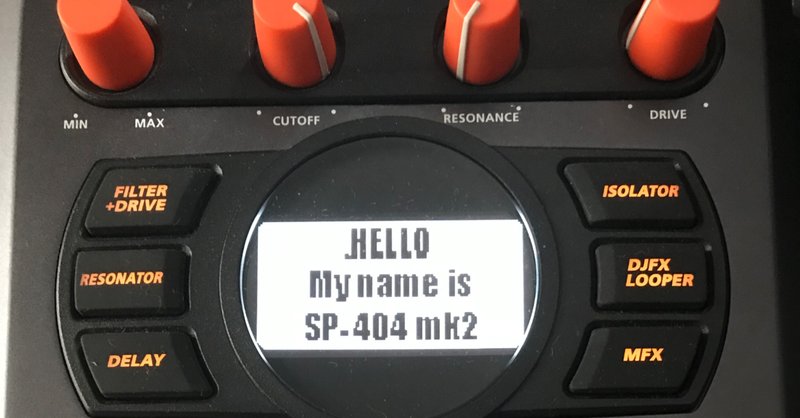 MIN MAX CUTOFF RESONANCE DRIVE
FILTER
+DRIVE
RESONATOR
DELAY
.HELLO
My name is
SP-404 mk2
ISOLATOR
DJFX
LOOPER
MFX